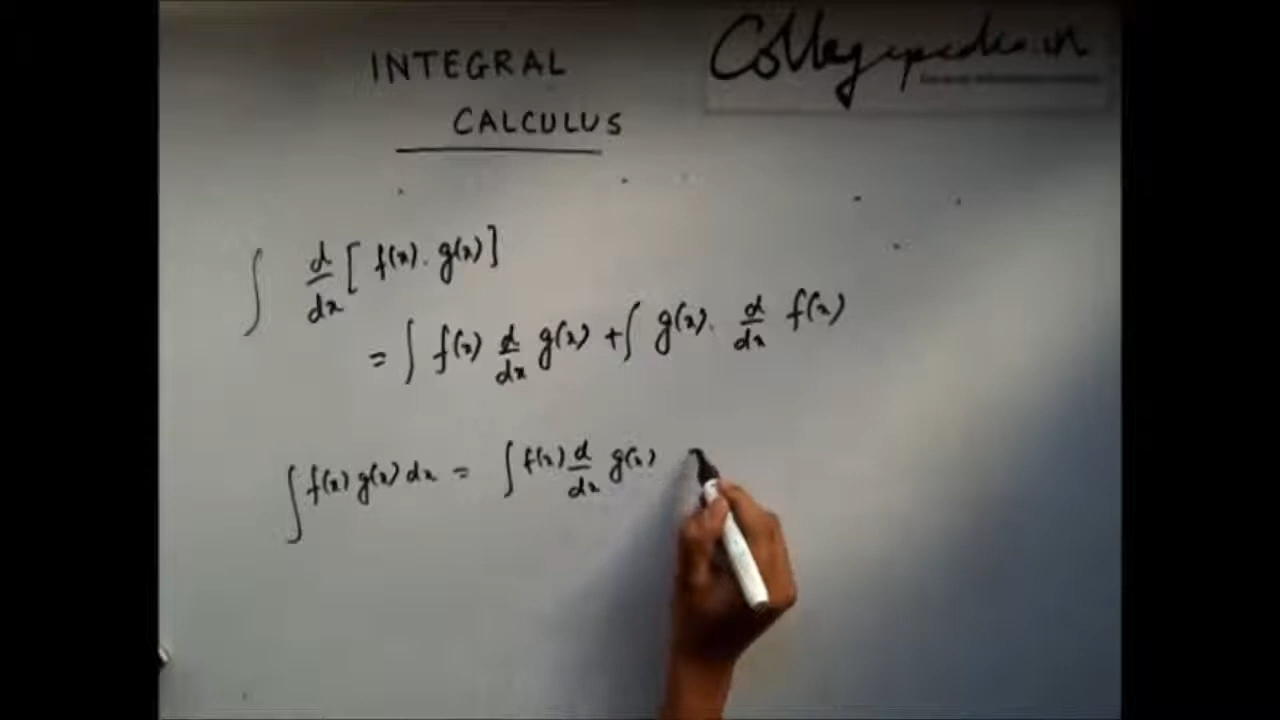 Collegepedia.in
INTEGRAL
CALCULUS
∫ d/dx [ f(x) . g(x) ]
= ∫ f(x) d/dx g(x) + ∫ g(x) . d/dx f(x)
∫ f(x) g(x) dx = ∫ f(x) d/dx g(x)